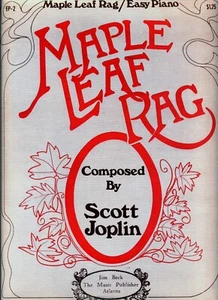 Maple Leaf Rag/Easy Piano
EP-2
$1.25
MAPLE
LEAF
RAG
Composed
By
Scott
Joplin
Jim Beck
The Music Publisher
Atlanta